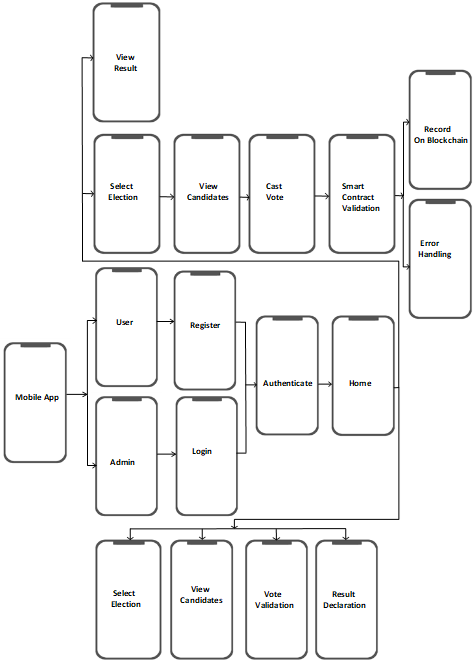 View
Result
Select
Election
View
Candidates
Cast
Vote
Smart
Contract
Validation
Record
On Blockchain
Error
Handling
User
Register
Mobile App
Authenticate
Home
Admin
Login
Select
Election
View
Candidates
Vote
Validation
Result
Declaration